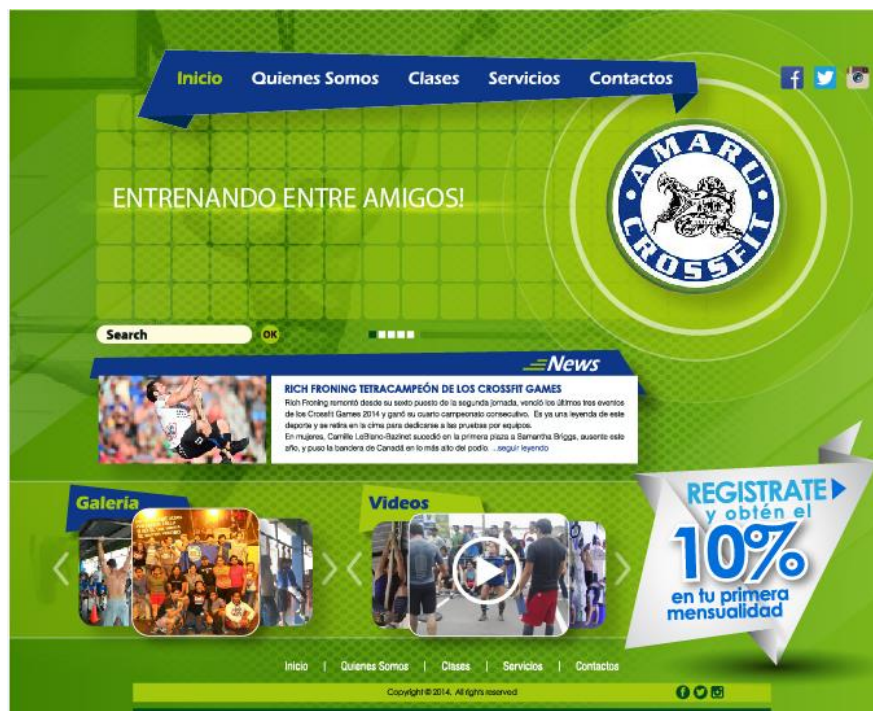 Inicio Quienes Somos Clases Servicios Contactos
AMARU
CROSSFIT
ENTRENANDO ENTRE AMIGOS!
Search OK
News
RICH FRONING TETRACAMPEÓN DE LOS CROSSFIT GAMES
Rich Froning remontó desde su sexto puesto de la segunda jornada, venció los últimos tres eventos
de los Crossfit Games 2014 y ganó su cuarto campeonato consecutivo. Es ya una leyenda de este
deporte y se retira en la cima para dedicarse a las pruebas por equipos.
En mujeres, Camille LeBlanc-Bazinet sucedió en la primera plaza a Samantha Briggs, ausente este
año, y puso la bandera de Canadá en lo más alto del podio. ...seguir leyendo
Galería
Videos
REGISTRATE
y obtén el
10%
en tu primera
mensualidad
Inicio | Quienes Somos | Clases | Servicios | Contactos
Copyright © 2014. All rights reserved